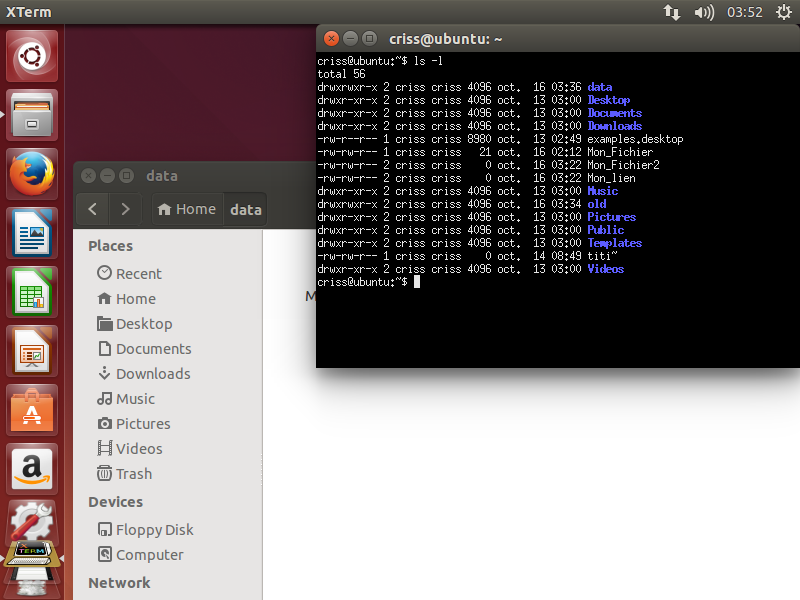 XTerm
03:52
criss@ubuntu: ~
criss@ubuntu:~$ ls -l
total 56
drwxrwxr-x 2 criss criss 4096 oct. 16 03:36 data
drwxr-xr-x 2 criss criss 4096 oct. 13 03:00 Desktop
drwxr-xr-x 2 criss criss 4096 oct. 13 03:00 Documents
drwxr-xr-x 2 criss criss 4096 oct. 13 03:00 Downloads
-rw-r--r-- 1 criss criss 8980 oct. 13 02:49 examples.desktop
-rw-rw-r-- 1 criss criss 21 oct. 16 02:12 Mon_Fichier
-rw-rw-r-- 2 criss criss 0 oct. 16 03:22 Mon_Fichier2
-rw-rw-r-- 2 criss criss 0 oct. 16 03:22 Mon_lien
drwxr-xr-x 2 criss criss 4096 oct. 13 03:00 Music
drwxrwxr-x 2 criss criss 4096 oct. 16 03:34 old
drwxr-xr-x 2 criss criss 4096 oct. 13 03:00 Pictures
drwxr-xr-x 2 criss criss 4096 oct. 13 03:00 Public
drwxr-xr-x 2 criss criss 4096 oct. 13 03:00 Templates
-rw-rw-r-- 1 criss criss 0 oct. 14 08:49 titi~
drwxr-xr-x 2 criss criss 4096 oct. 13 03:00 Videos
criss@ubuntu:~$
data
Home
data
Places
Recent
Home
Desktop
Documents
Downloads
Music
Pictures
Videos
Trash
Devices
Floppy Disk
Computer
Network
M
A
a
TERM